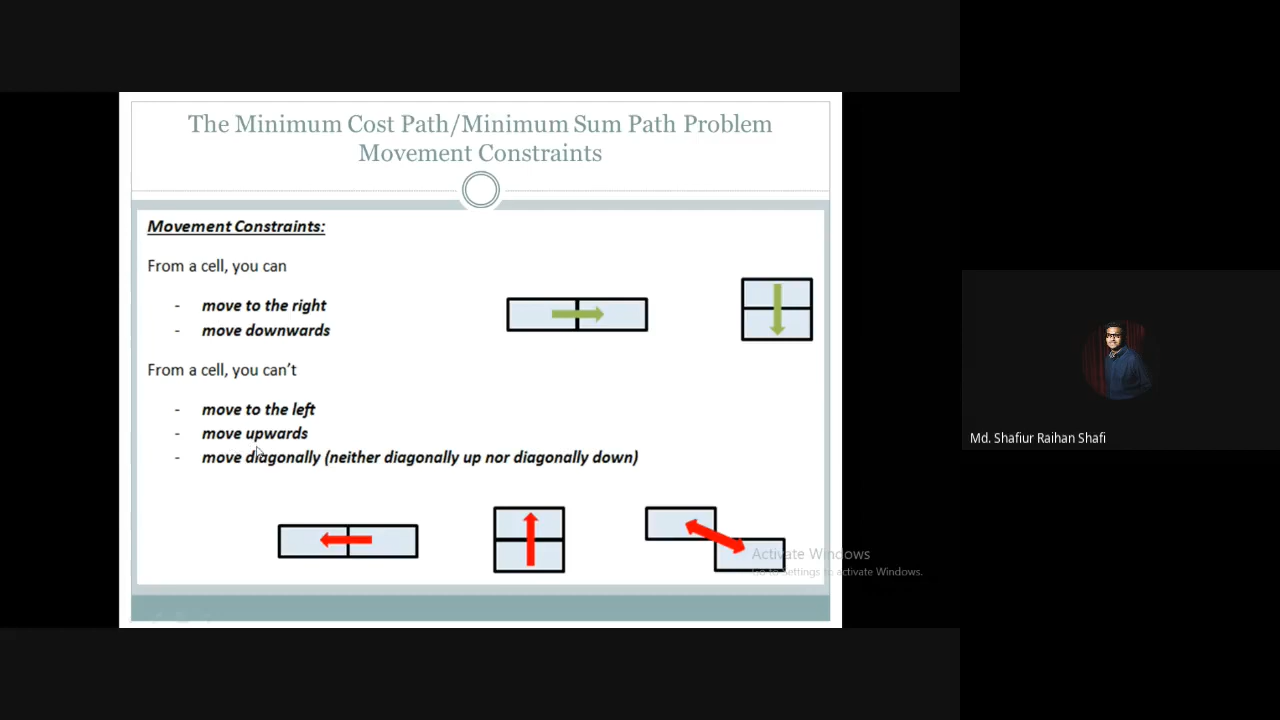 The Minimum Cost Path/Minimum Sum Path Problem
Movement Constraints
Movement Constraints:
From a cell, you can
- move to the right
- move downwards
From a cell, you can't
- move to the left
- move upwards
- move diagonally (neither diagonally up nor diagonally down)
Activate Windows
Go to Settings to activate Windows.
Md. Shafiur Raihan Shafi